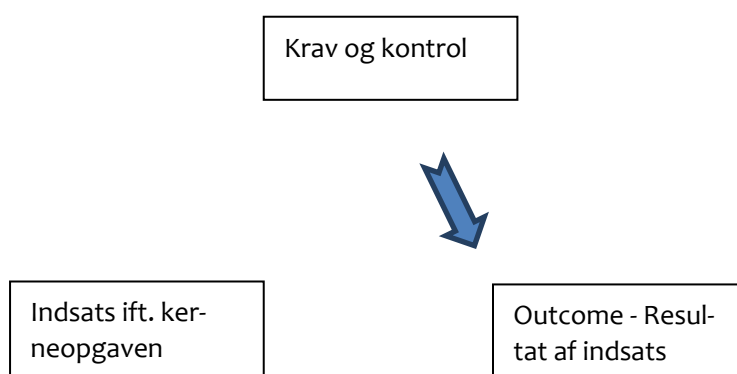 Krav og kontrol
Indsats ift. ker-
neopgaven
Outcome - Resul-
tat af indsats